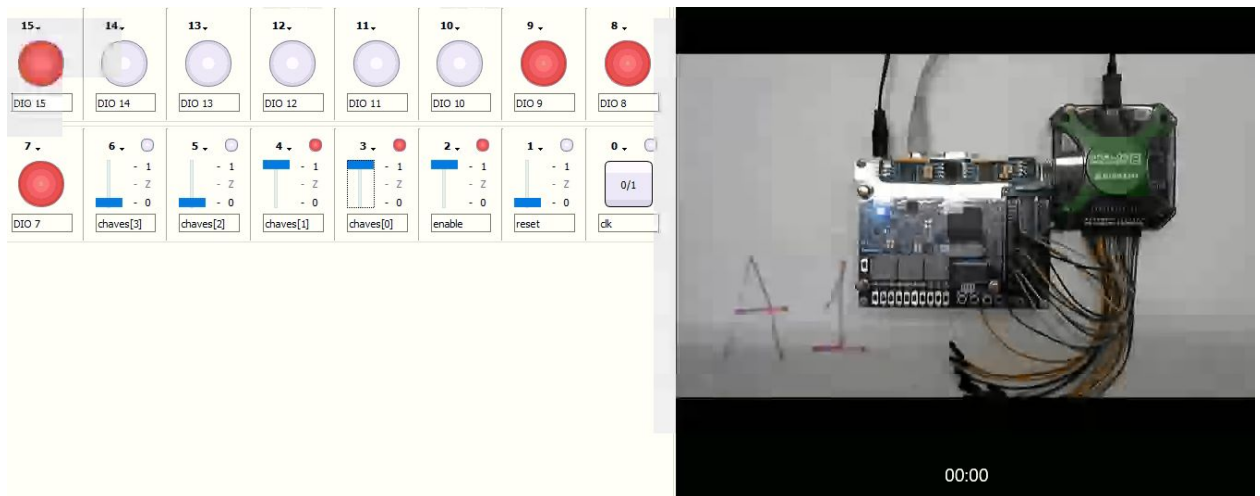 15 14 13 12 11 10 9 8
DIO 15 DIO 14 DIO 13 DIO 12 DIO 11 DIO 10 DIO 9 DIO 8
7 6 5 4 3 2 1 0
- 1 - 1 - 1 - 1 - 1 - 1
- Z - Z - Z - Z - Z - Z 0/1
- 0 - 0 - 0 - 0 - 0 - 0
DIO 7 chaves[3] chaves[2] chaves[1] chaves[0] enable reset clk
A1
00:00